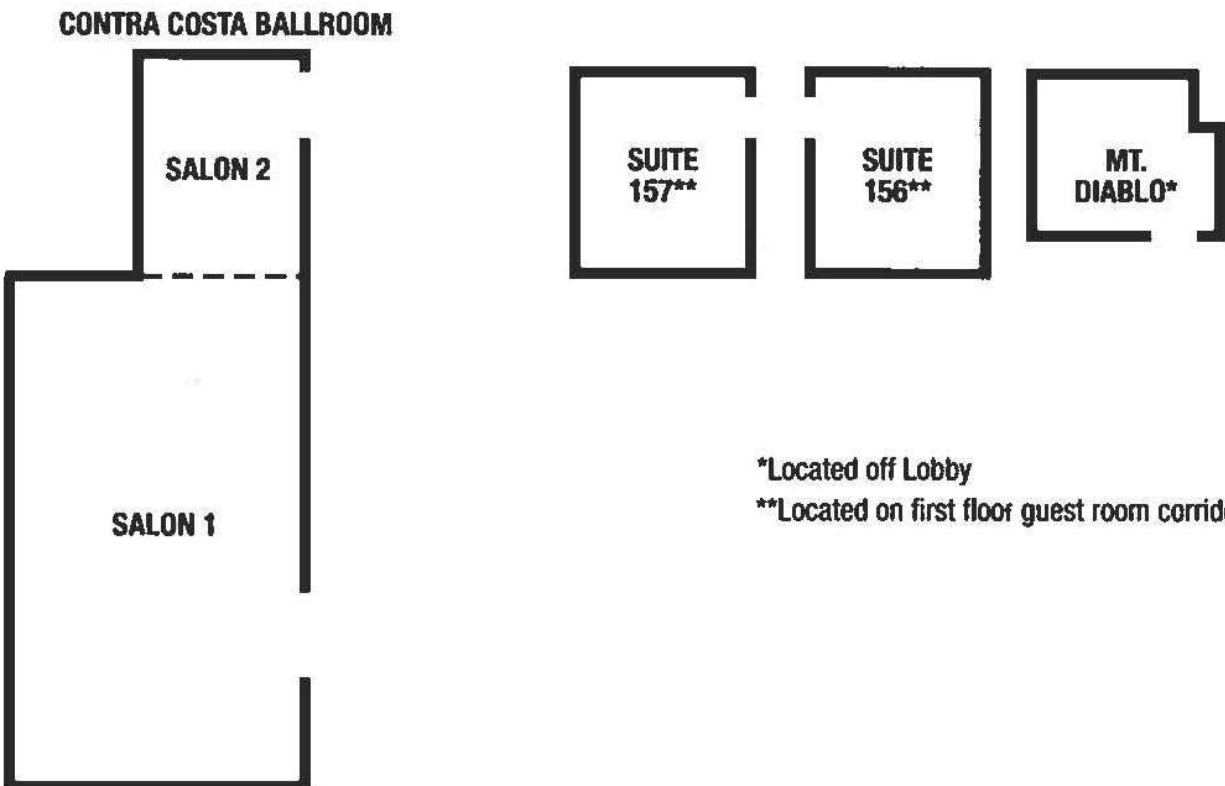 CONTRA COSTA BALLROOM
SALON 2
SUITE
157**
SUITE
156**
MT.
DIABLO*
SALON 1
*Located off Lobby
**Located on first floor guest room